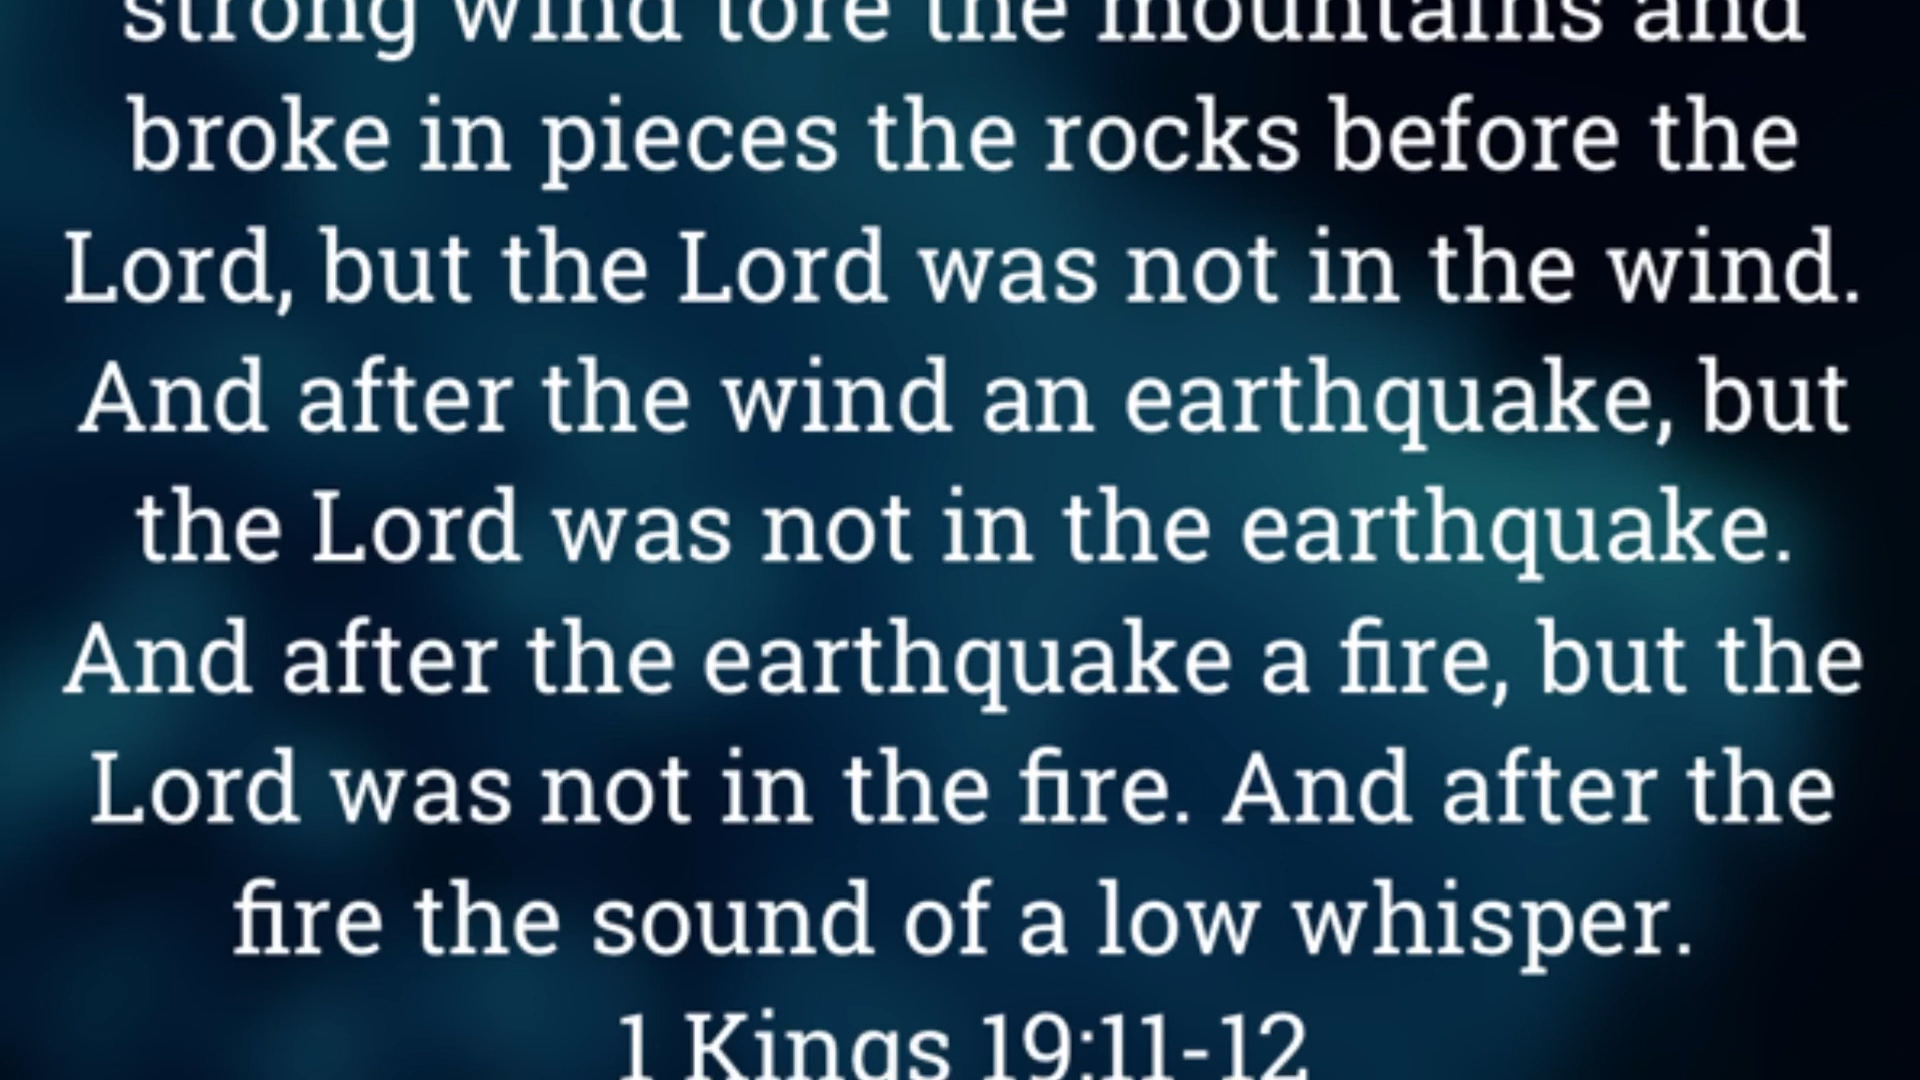 strong wind tore the mountains and
broke in pieces the rocks before the
Lord, but the Lord was not in the wind.
And after the wind an earthquake, but
the Lord was not in the earthquake.
And after the earthquake a fire, but the
Lord was not in the fire. And after the
fire the sound of a low whisper.
1 Kings 19:11-12